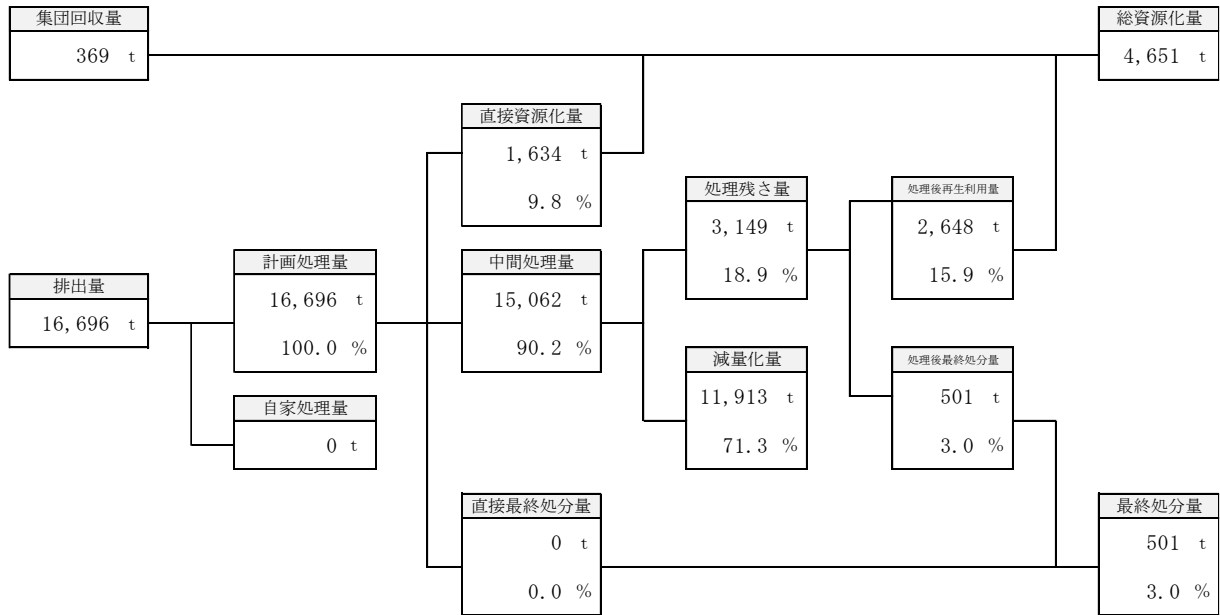 集団回収量
369 t
総資源化量
4,651 t
直接資源化量
1,634 t
9.8 %
処理残さ量
3,149 t
18.9 %
処理後再生利用量
2,648 t
15.9 %
排出量
16,696 t
計画処理量
16,696 t
100.0 %
中間処理量
15,062 t
90.2 %
減量化量
11,913 t
71.3 %
処理後最終処分量
501 t
3.0 %
自家処理量
0 t
直接最終処分量
0 t
0.0 %
最終処分量
501 t
3.0 %